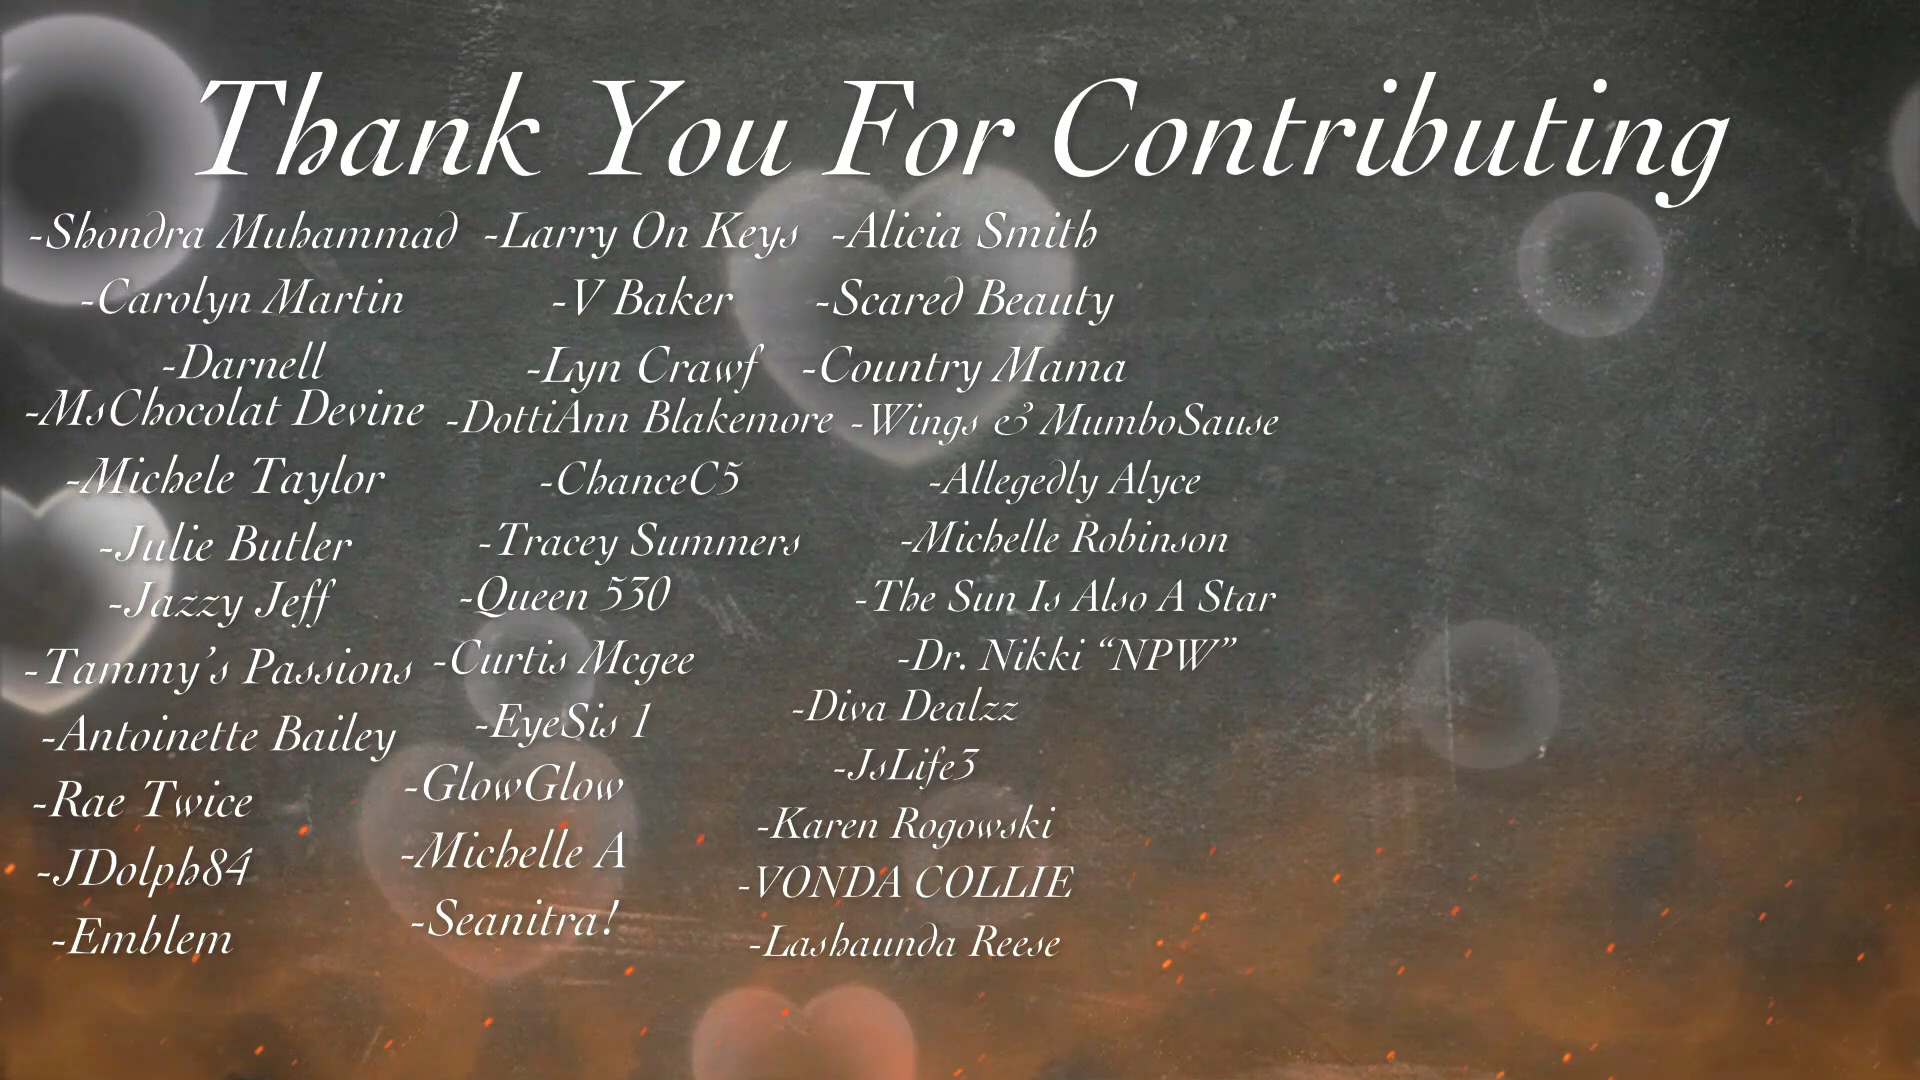 Thank You For Contributing
-Shondra Muhammad
-Carolyn Martin
-Darnell
-MsChocolat Devine
-Michele Taylor
-Julie Butler
-Jazzy Jeff
-Tammy's Passions
-Antoinette Bailey
-Rae Twice
-JDolph84
-Emblem
-Larry On Keys
-V Baker
-Lyn Crawf
-DottiAnn Blakemore
-ChanceC5
-Tracey Summers
-Queen 530
-Curtis Mcgee
-EyeSis 1
-GlowGlow
-Michelle A
-Seanitra!
-Alicia Smith
-Scared Beauty
-Country Mama
-Wings & MumboSause
-Allegedly Alyce
-Michelle Robinson
-The Sun Is Also A Star
-Dr. Nikki “NPW”
-Diva Dealzz
-JsLife3
-Karen Rogowski
-VONDA COLLIE
-Lashaunda Reese